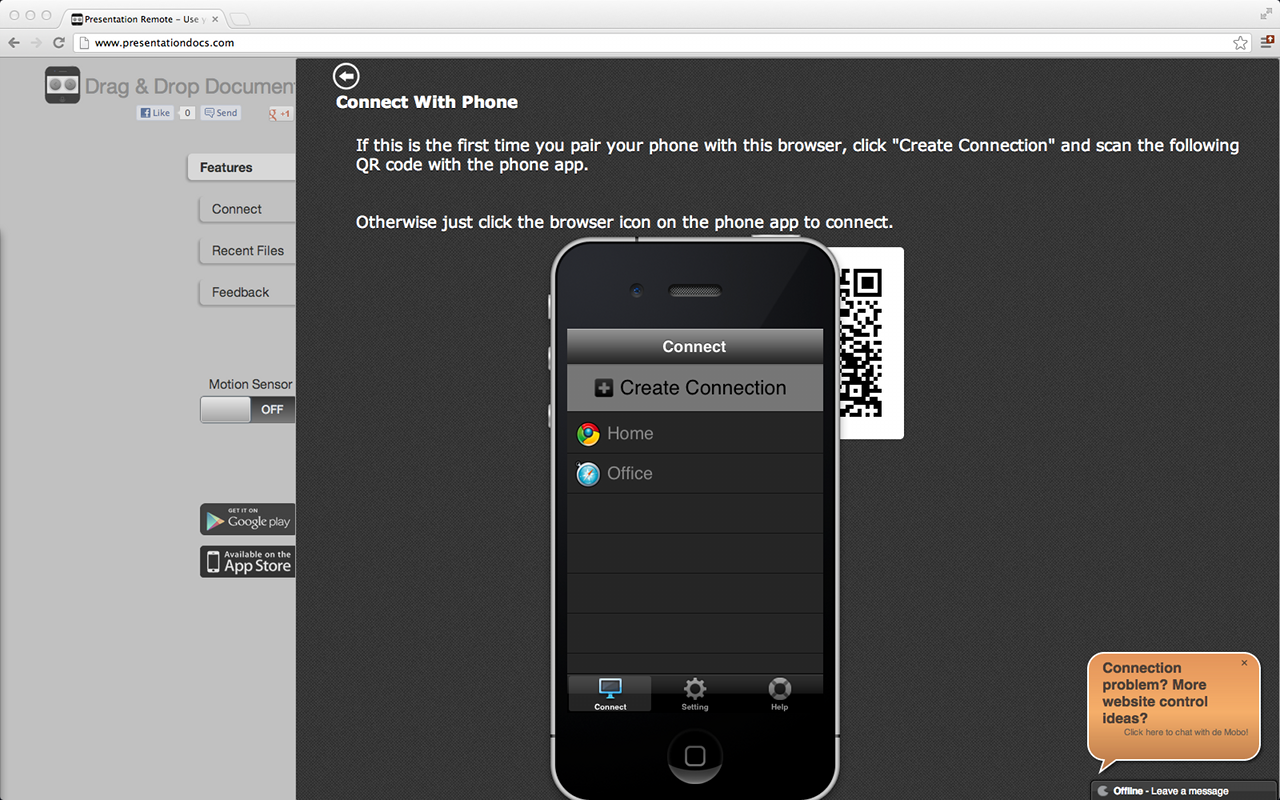 Presentation Remote – Use y
www.presentationdocs.com
Drag & Drop Document
Like
0
Send
+1
Features
Connect
Recent Files
Feedback
Motion Sensor
OFF
GET IT ON
Google play
Available on the
App Store
Connect With Phone
If this is the first time you pair your phone with this browser, click "Create Connection" and scan the following
QR code with the phone app.
Otherwise just click the browser icon on the phone app to connect.
Connect
Create Connection
Home
Office
Connect
Setting
Help
Connection
problem? More
website control
ideas?
Click here to chat with de Mobo!
Offline - Leave a message